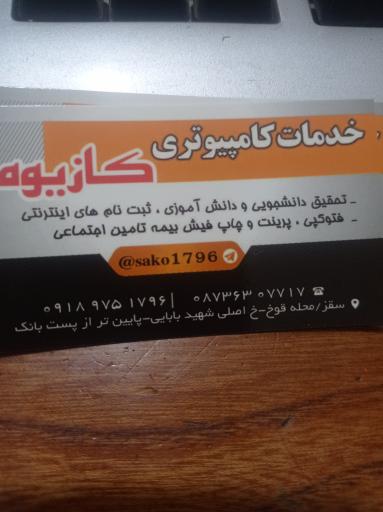 خدمات کامپیوتری
کازیوه
- تحقیق دانشجویی و دانش آموزی ، ثبت نام های اینترنتی
- فتوکپی ، پرینت و چاپ فیش بیمه تامین اجتماعی
@sako1796
۰۸۷۳۶۳ ۰۷۷۱۷ | ۰۹۱۸ ۹۷۵ ۱۷۹۶
سقز/محله قوخ-خ اصلی شهید بابایی-پایین تر از پست بانک